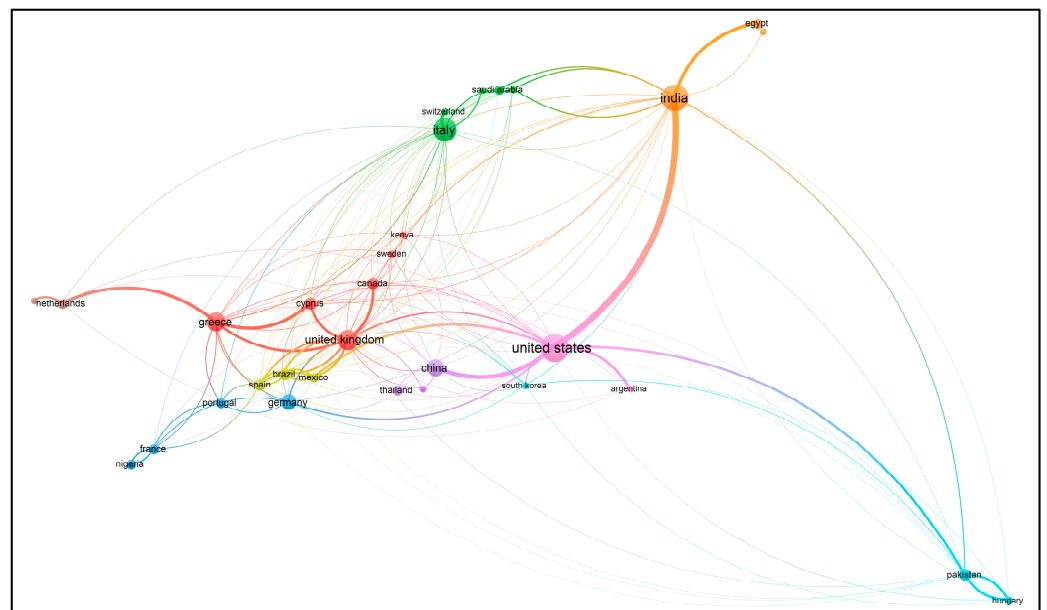 egypt
india
saudi arabia
switzerland
italy
kenya
sweden
canada
netherlands
cyprus
greece
united kingdom
united states
china
brazil
mexico
spain
thailand
south korea
argentina
portugal
germany
france
nigeria
pakistan
hungary